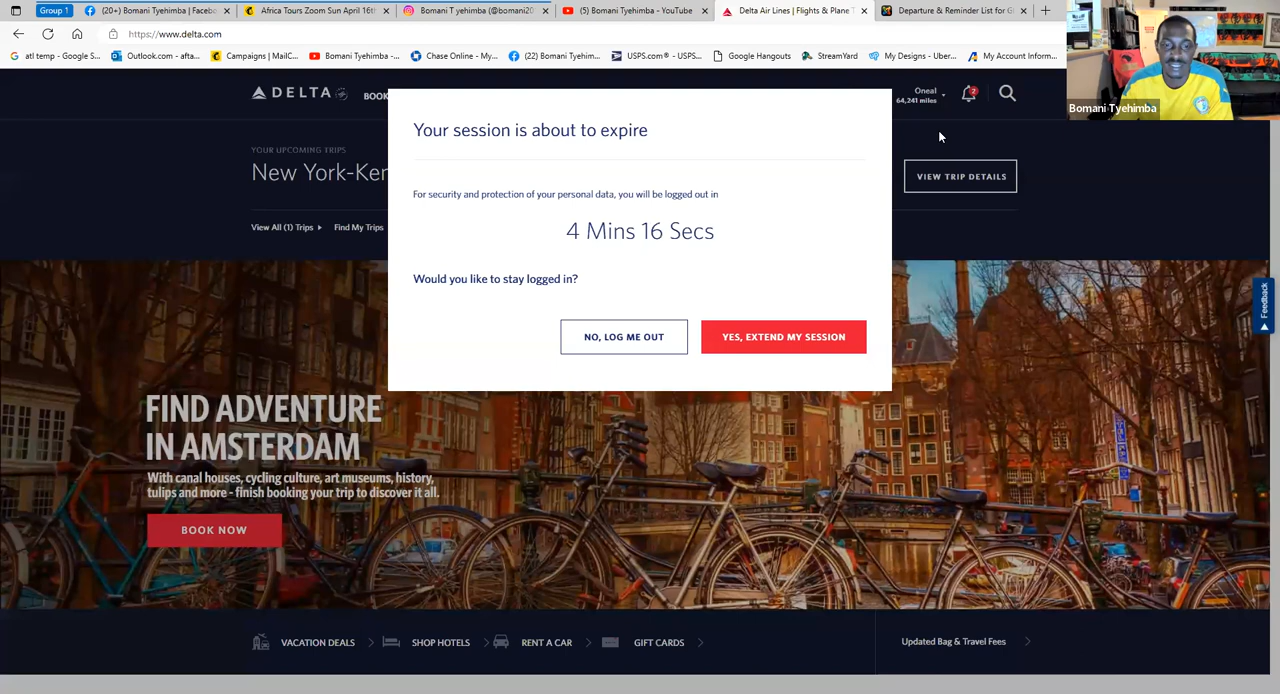 Group 1
(20+) Bomani Tyehimba | Facebo
Africa Tours Zoom Sun April 16th
Bomani T yehimba (@bomani20
(5) Bomani Tyehimba - YouTube
Delta Air Lines | Flights & Plane T
Departure & Reminder List for G
https://www.delta.com
atl temp - Google S...
Outlook.com - afta...
Campaigns | MailC...
Bomani Tyehimba -...
Chase Online - My...
(22) Bomani Tyehim...
USPS.com® - USPS...
Google Hangouts
StreamYard
My Designs - Uber...
My Account Inform...
Bomani Tyehimba
DELTA
BOOK
Oneal
64,241 miles
2
Your session is about to expire
YOUR UPCOMING TRIPS
New York-Ken
VIEW TRIP DETAILS
For security and protection of your personal data, you will be logged out in
4 Mins 16 Secs
View All (1) Trips
Find My Trips
Would you like to stay logged in?
NO, LOG ME OUT
YES, EXTEND MY SESSION
Feedback
FIND ADVENTURE
IN AMSTERDAM
With canal houses, cycling culture, art museums, history,
tulips and more - finish booking your trip to discover it all.
BOOK NOW
VACATION DEALS
SHOP HOTELS
RENT A CAR
GIFT CARDS
Updated Bag & Travel Fees